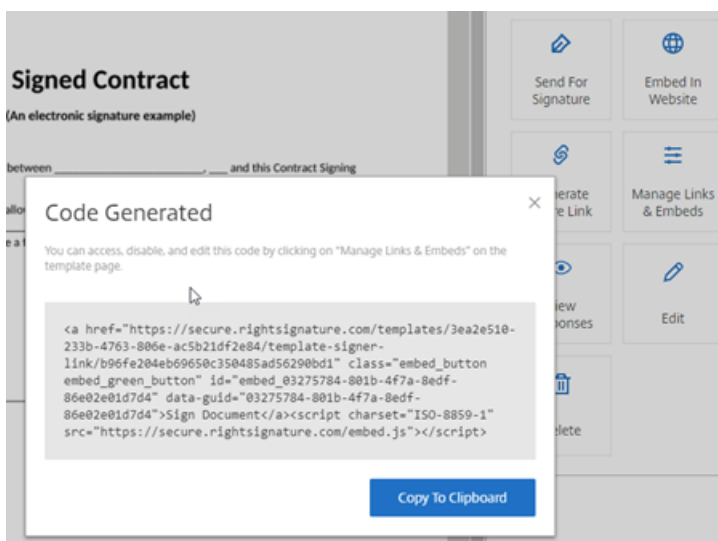 Signed Contract
(An electronic signature example)
between ____________________________, ___ and this Contract Signing
Send For
Signature
Embed In
Website
Manage Links
& Embeds
Link
Edit
Code Generated
You can access, disable, and edit this code by clicking on "Manage Links & Embeds" on the
template page.
<a href="https://secure.rightsignature.com/templates/3ea2e510-
233b-4763-806e-ac5b21df2e84/template-signer-
link/b96fe204eb69650c350485ad56290bd1" class="embed_button
embed_green_button" id="embed_03275784-801b-4f7a-8edf-
86e02e01d7d4" data-guid="03275784-801b-4f7a-8edf-
86e02e01d7d4">Sign Document</a><script charset="ISO-8859-1"
src="https://secure.rightsignature.com/embed.js"></script>
Copy To Clipboard